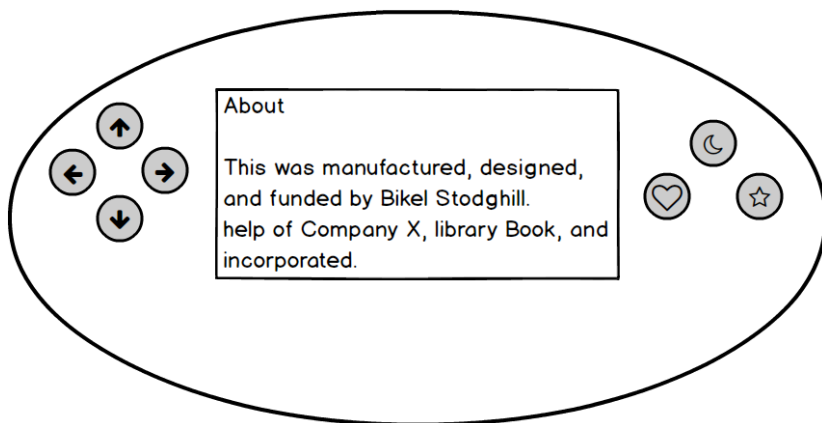 About
This was manufactured, designed,
and funded by Bikel Stodghill.
help of Company X, library Book, and
incorporated.